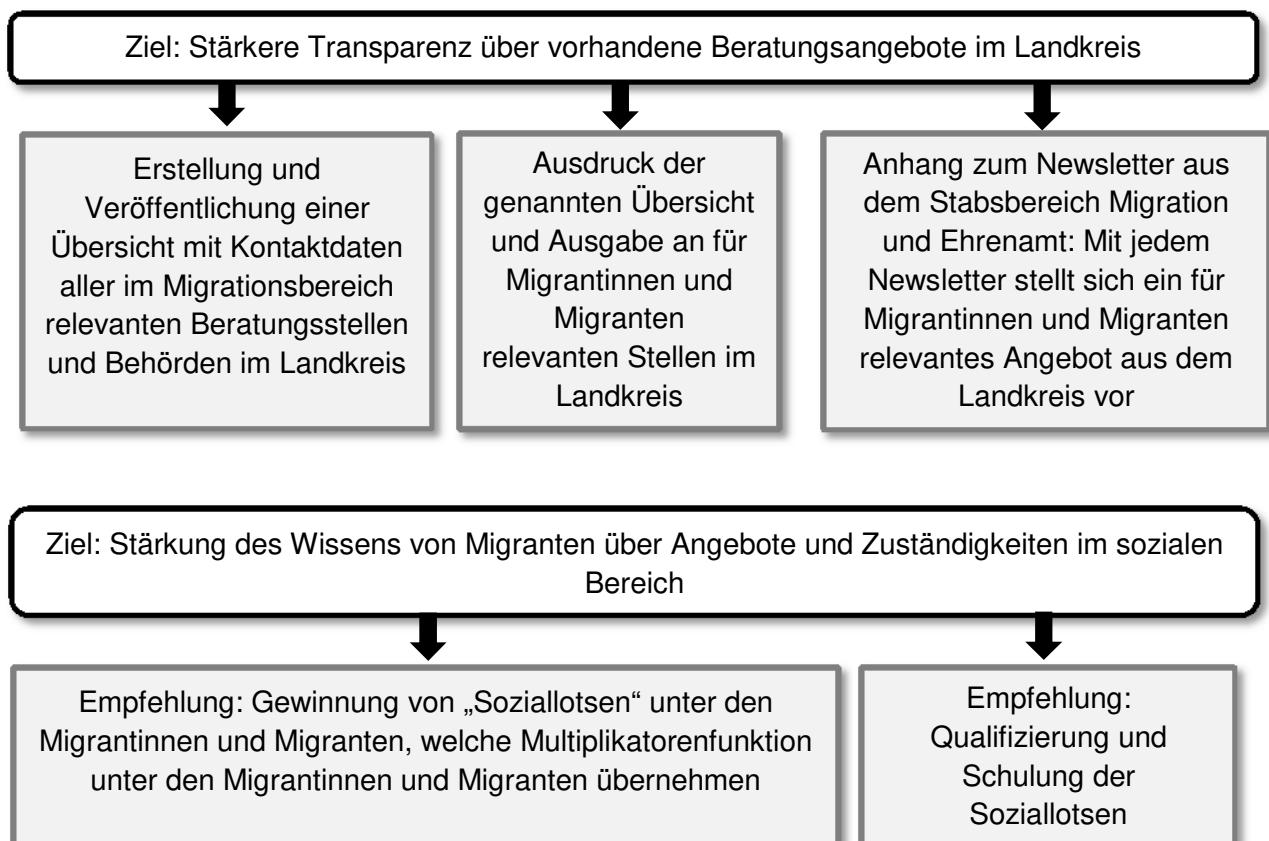 Ziel: Stärkere Transparenz über vorhandene Beratungsangebote im Landkreis
Erstellung und
Veröffentlichung einer
Übersicht mit Kontaktdaten
aller im Migrationsbereich
relevanten Beratungsstellen
und Behörden im Landkreis
Ausdruck der
genannten Übersicht
und Ausgabe an für
Migrantinnen und
Migranten
relevanten Stellen im
Landkreis
Anhang zum Newsletter aus
dem Stabsbereich Migration
und Ehrenamt: Mit jedem
Newsletter stellt sich ein für
Migrantinnen und Migranten
relevantes Angebot aus dem
Landkreis vor
Ziel: Stärkung des Wissens von Migranten über Angebote und Zuständigkeiten im sozialen
Bereich
Empfehlung: Gewinnung von „Soziallotsen“ unter den
Migrantinnen und Migranten, welche Multiplikatorenfunktion
unter den Migrantinnen und Migranten übernehmen
Empfehlung:
Qualifizierung und
Schulung der
Soziallotsen